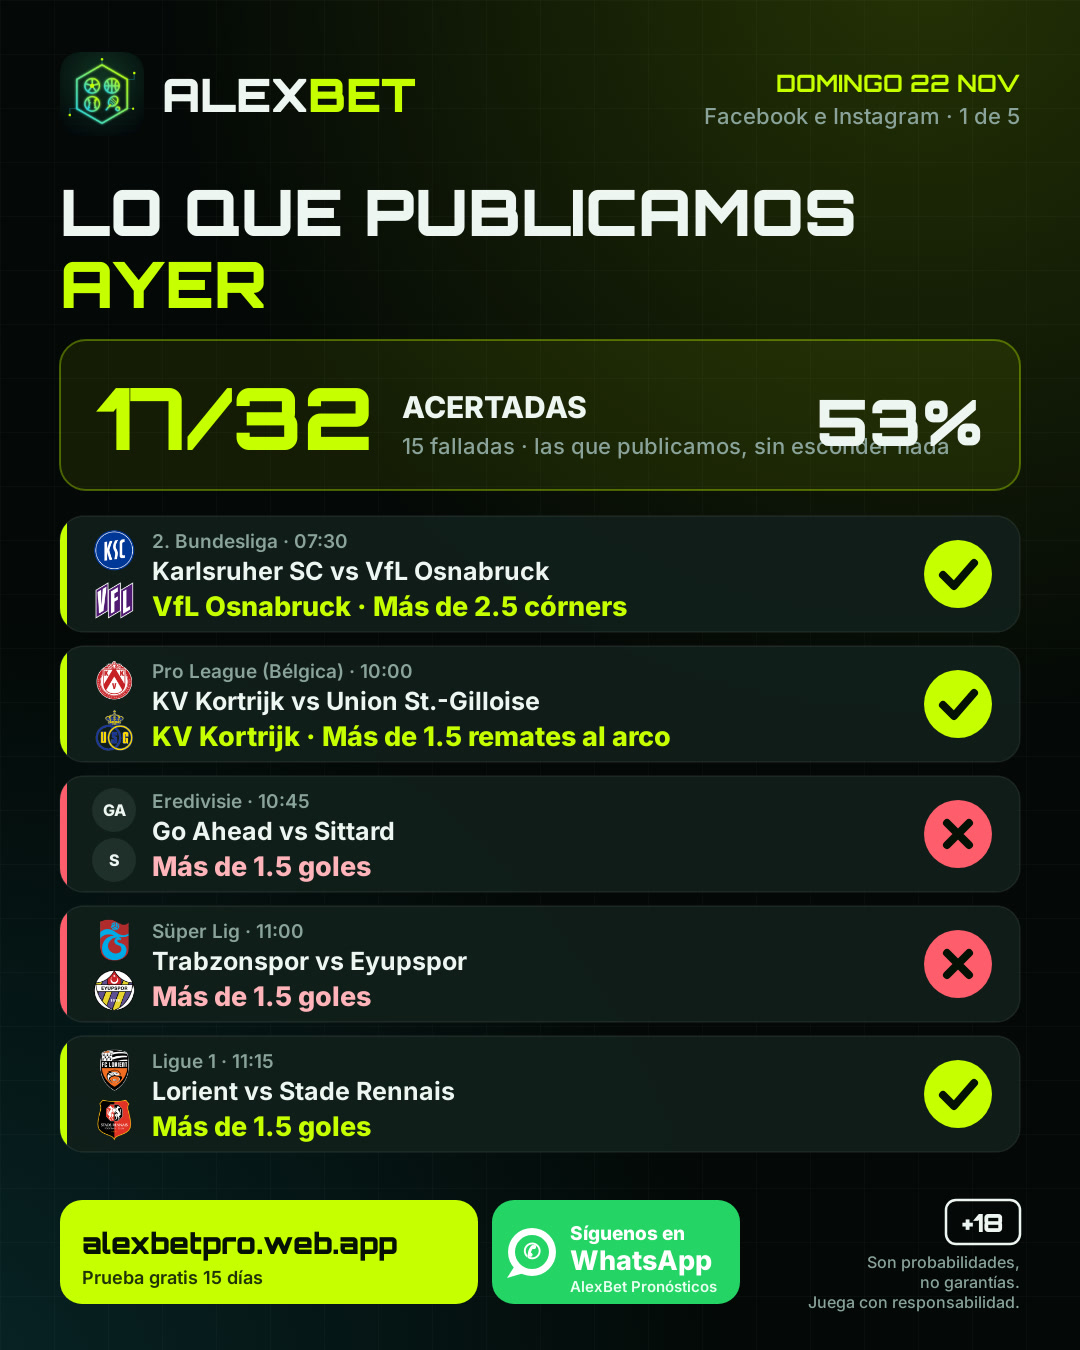 ALEXBET
DOMINGO 22 NOV
Facebook e Instagram · 1 de 5
LO QUE PUBLICAMOS
AYER
17/32
ACERTADAS
15 falladas · las que publicamos, sin esconder nada
53%
KSC
2. Bundesliga · 07:30
Karlsruher SC vs VfL Osnabruck
VfL Osnabruck · Más de 2.5 córners
VFL
Pro League (Bélgica) · 10:00
KV Kortrijk vs Union St.-Gilloise
KV Kortrijk · Más de 1.5 remates al arco
USG
GA
Eredivisie · 10:45
Go Ahead vs Sittard
S
Más de 1.5 goles
Süper Lig · 11:00
Trabzonspor vs Eyupspor
EYUPSPOR
Más de 1.5 goles
FC LORIENT
Ligue 1 · 11:15
Lorient vs Stade Rennais
STADE RENNAIS
Más de 1.5 goles
alexbetpro.web.app
Prueba gratis 15 días
Síguenos en
WhatsApp
AlexBet Pronósticos
+18
Son probabilidades,
no garantías.
Juega con responsabilidad.